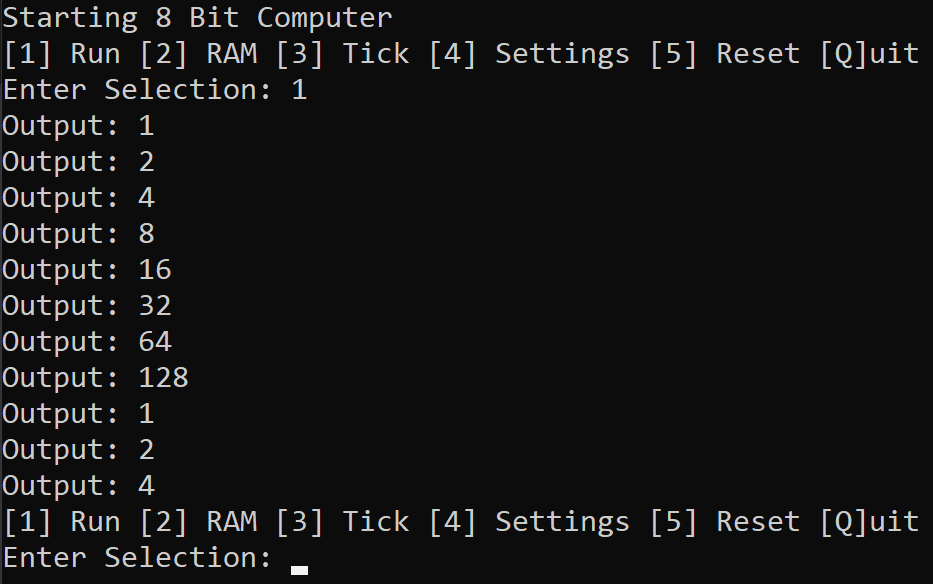 Starting 8 Bit Computer
[1] Run [2] RAM [3] Tick [4] Settings [5] Reset [Q]uit
Enter Selection: 1
Output: 1
Output: 2
Output: 4
Output: 8
Output: 16
Output: 32
Output: 64
Output: 128
Output: 1
Output: 2
Output: 4
[1] Run [2] RAM [3] Tick [4] Settings [5] Reset [Q]uit
Enter Selection: